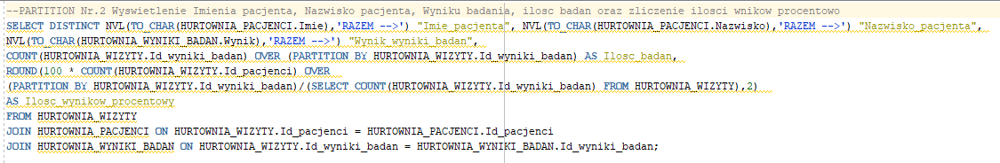 --PARTITION Nr.2 Wyswietlenie Imienia pacjenta, Nazwisko pacjenta, Wyniku badania, ilosc badan oraz zliczenie ilosci wnikow procentowo
SELECT DISTINCT NVL(TO_CHAR(HURTOWNIA_PACJENCI.Imie),'RAZEM -->') "Imie_pacjenta", NVL(TO_CHAR(HURTOWNIA_PACJENCI.Nazwisko),'RAZEM -->') "Nazwisko_pacjenta",
NVL(TO_CHAR(HURTOWNIA_WYNIKI_BADAN.Wynik),'RAZEM -->') "Wynik_wyniki_badan",
COUNT(HURTOWNIA_WIZYTY.Id_wyniki_badan) OVER (PARTITION BY HURTOWNIA_WIZYTY.Id_wyniki_badan) AS Ilosc_badan,
ROUND(100 * COUNT(HURTOWNIA_WIZYTY.Id_pacjenci) OVER
(PARTITION BY HURTOWNIA_WIZYTY.Id_wyniki_badan)/(SELECT COUNT(HURTOWNIA_WIZYTY.Id_wyniki_badan) FROM HURTOWNIA_WIZYTY),2)
AS Ilosc_wynikow_procentowy
FROM HURTOWNIA_WIZYTY
JOIN HURTOWNIA_PACJENCI ON HURTOWNIA_WIZYTY.Id_pacjenci = HURTOWNIA_PACJENCI.Id_pacjenci
JOIN HURTOWNIA_WYNIKI_BADAN ON HURTOWNIA_WIZYTY.Id_wyniki_badan = HURTOWNIA_WYNIKI_BADAN.Id_wyniki_badan;